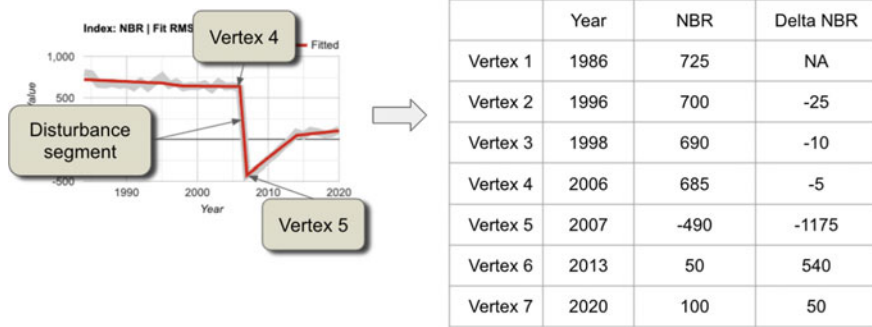 Index: NBR | Fit RMS
Vertex 4
Fitted
1,000
500
-500
Value
Disturbance
segment
1990
2000
2010
2020
Year
Vertex 5
Year NBR Delta NBR
Vertex 1 1986 725 NA
Vertex 2 1996 700 -25
Vertex 3 1998 690 -10
Vertex 4 2006 685 -5
Vertex 5 2007 -490 -1175
Vertex 6 2013 50 540
Vertex 7 2020 100 50